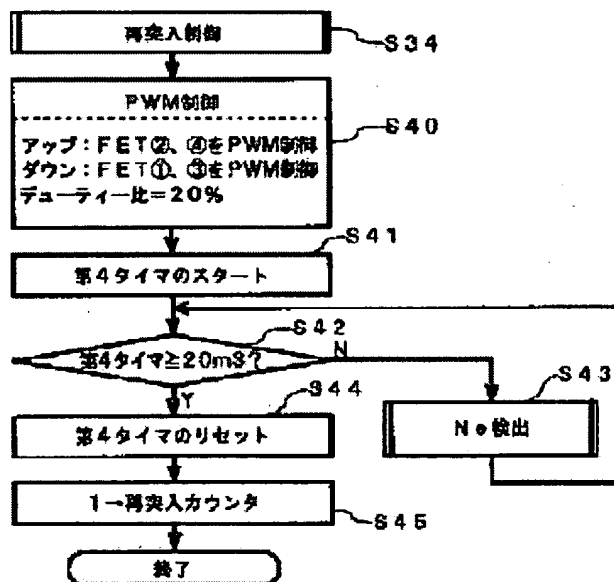 再突入制御
S34
PWM制御
アップ：FET②、④をPWM制御
ダウン：FET①、③をPWM制御
デューティー比＝20％
S40
S41
第4タイマのスタート
S42
第4タイマ≧20mS？
N
Y
S43
Ne検出
S44
第4タイマのリセット
1→再突入カウンタ
S45
終了